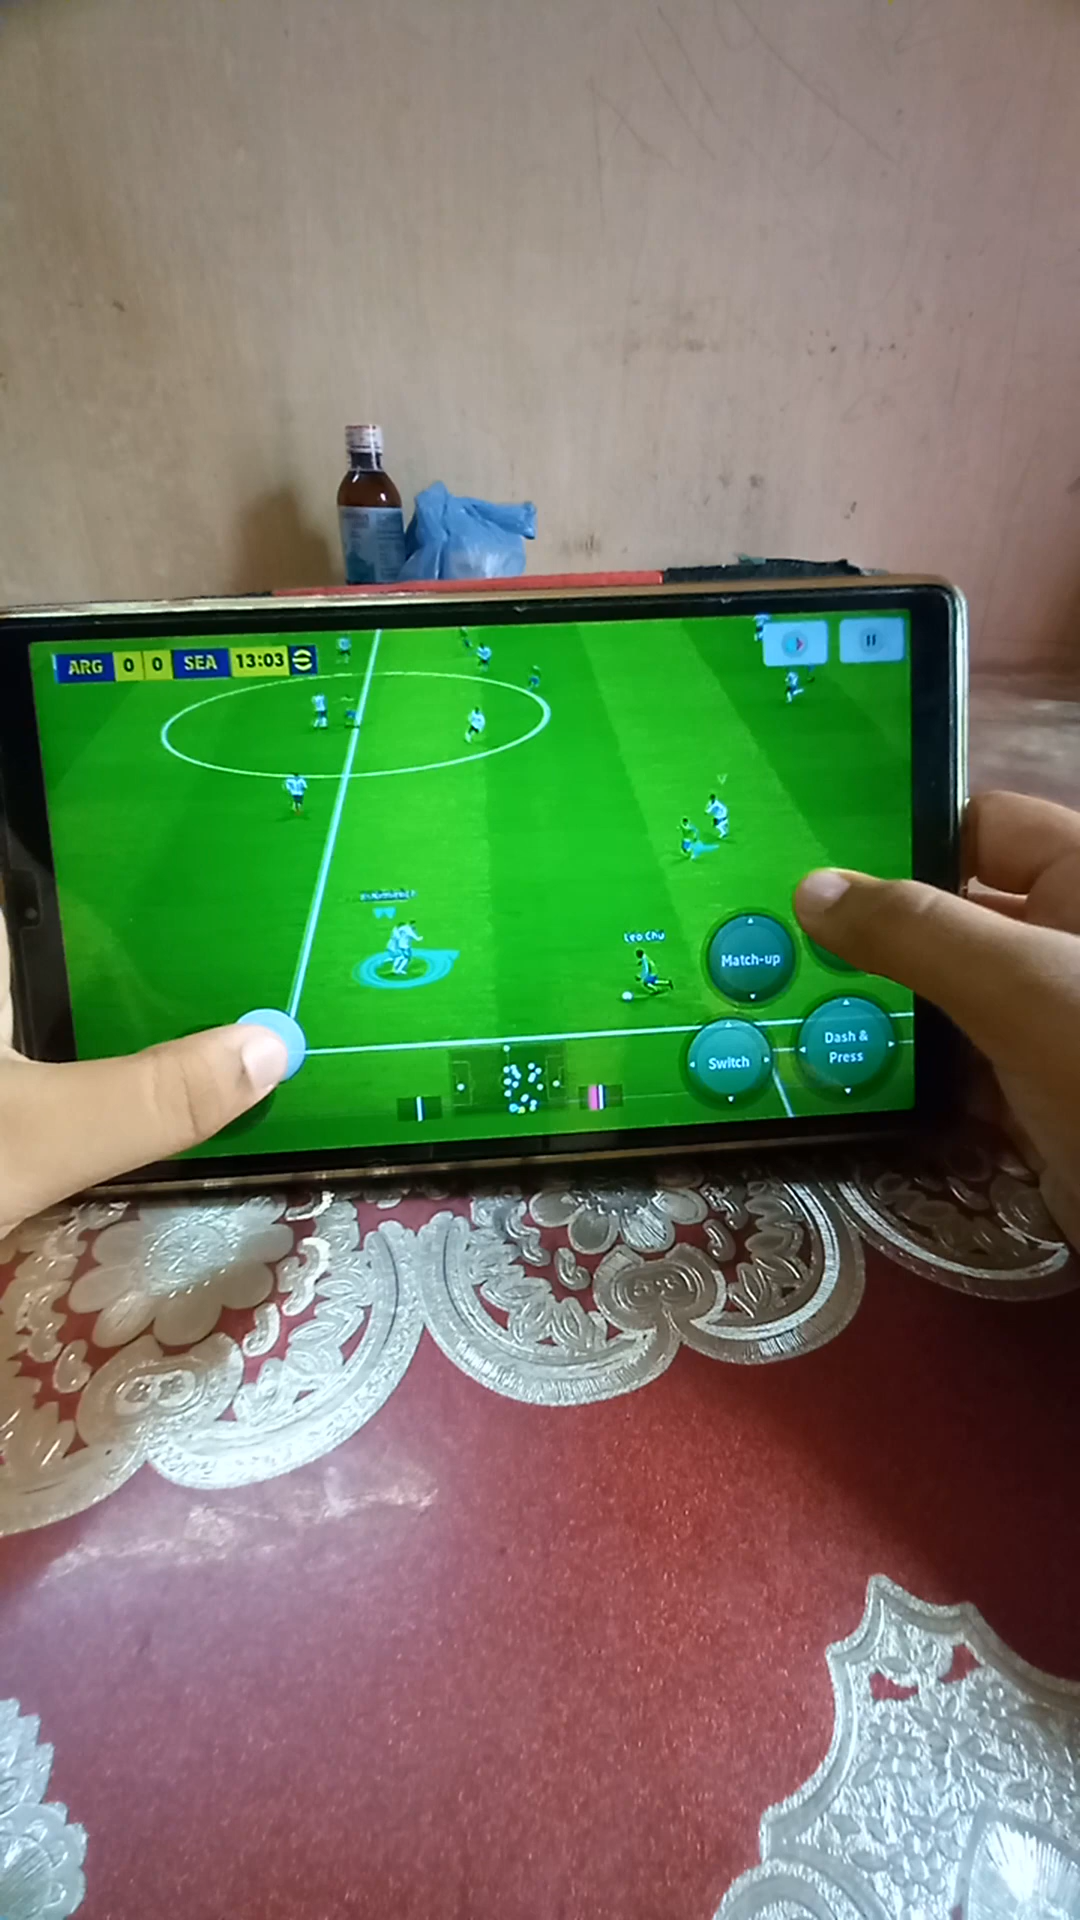 ARG 0 0 SEA 13:03
Leo Chu
Match-up
Dash &
Press
Switch